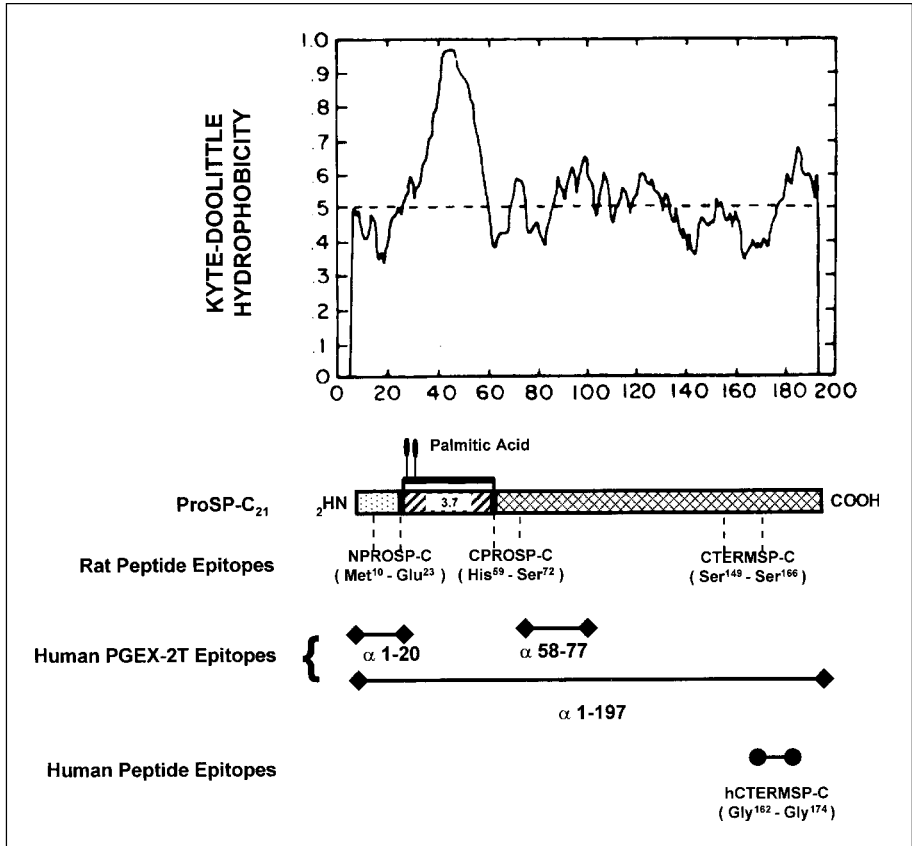 1.0
.9
.8
.7
.6
.5
.4
.3
.2
.1
0
KYTE-DOOLITTLE
HYDROPHOBICITY
0 20 40 60 80 100 120 140 160 180 200
Palmitic Acid
ProSP-C21 2HN 3.7 COOH
Rat Peptide Epitopes
NPROSP-C CPROSP-C CTERMSP-C
( Met10 - Glu23 ) ( His59 - Ser72 ) ( Ser149 - Ser166 )
Human PGEX-2T Epitopes {
α 1-20 α 58-77
α 1-197
Human Peptide Epitopes
hCTERMSP-C
( Gly162 - Gly174 )